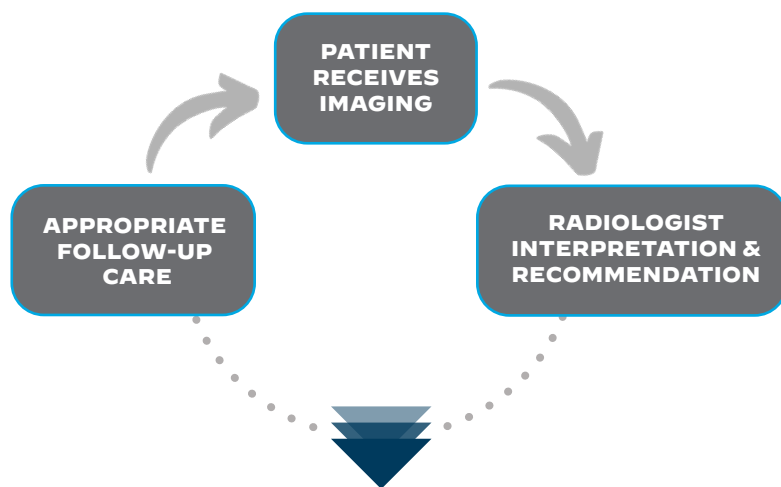 PATIENT
RECEIVES
IMAGING
APPROPRIATE
FOLLOW-UP
CARE
RADIOLOGIST
INTERPRETATION &
RECOMMENDATION